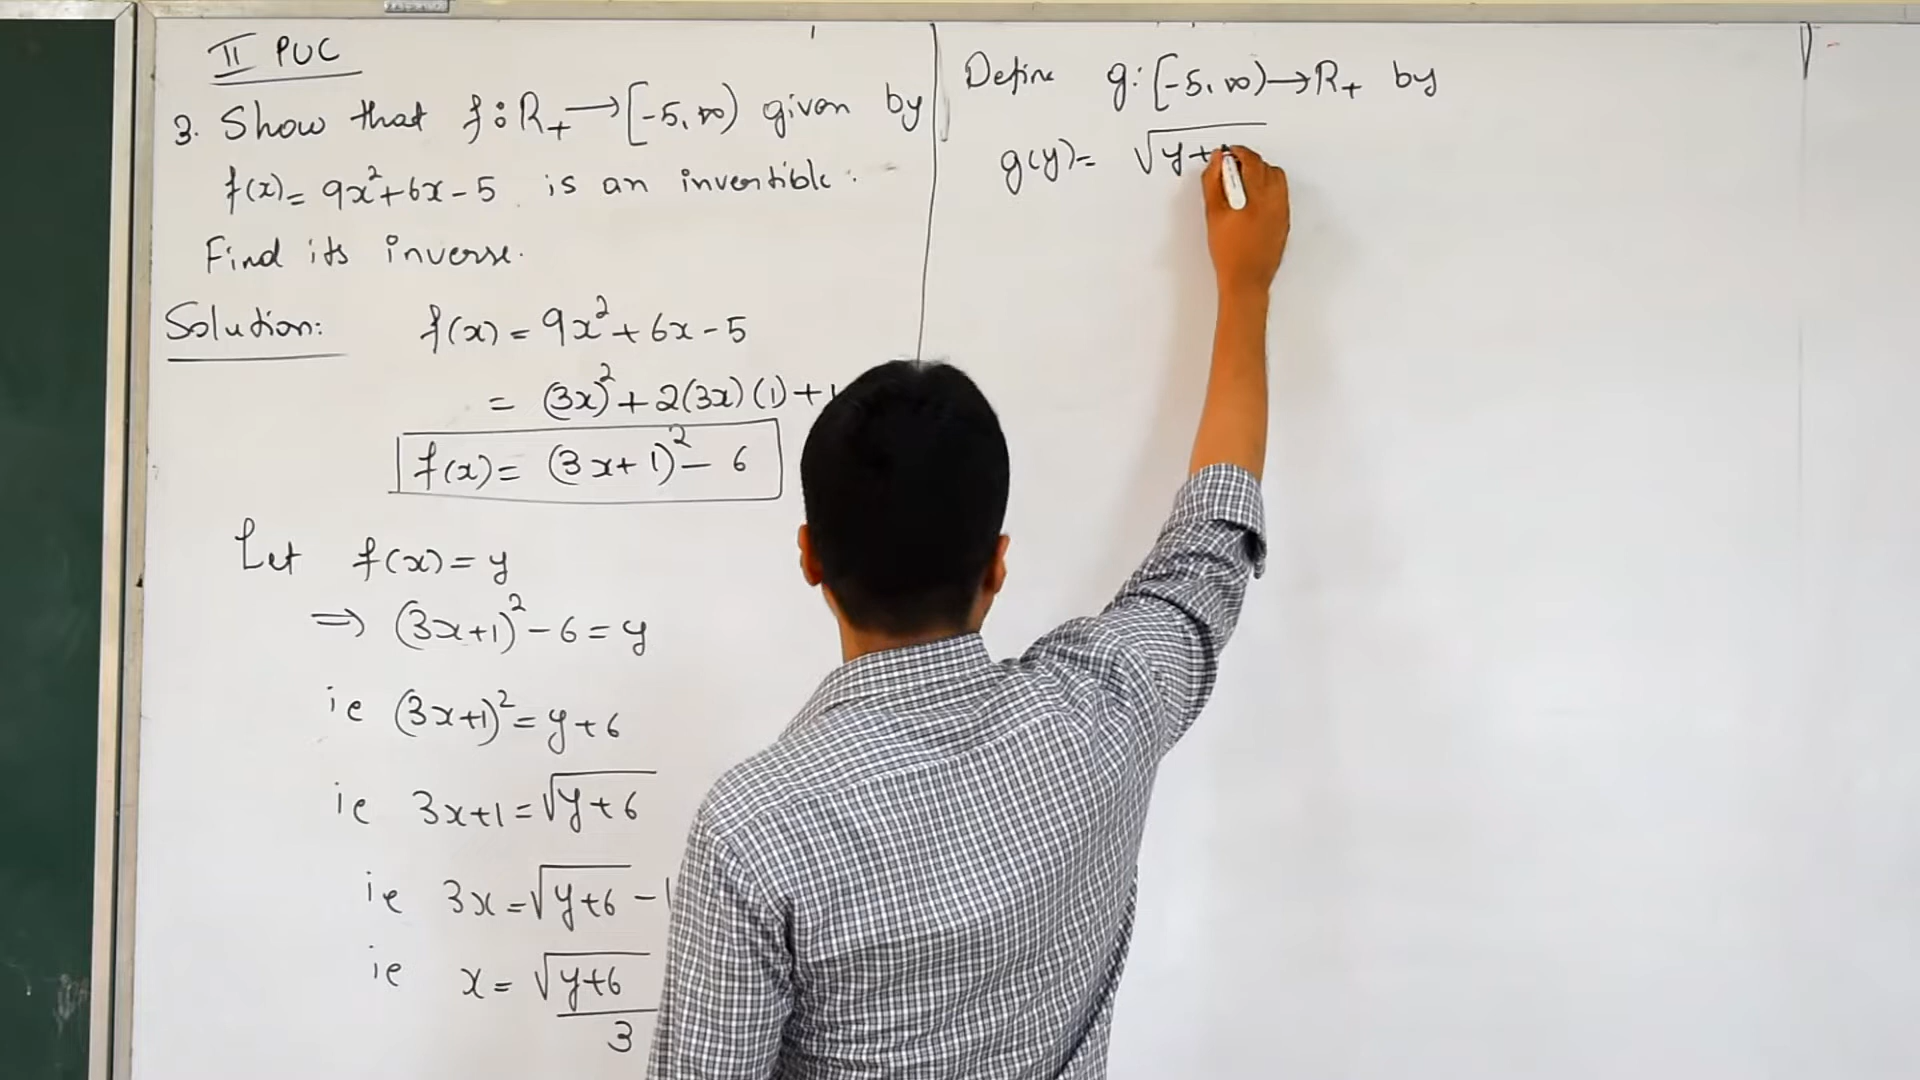 II PUC
3. Show that f: R₊ → [-5, ∞) given by
f(x) = 9x² + 6x - 5 is an invertible.
Find its inverse.
Solution: f(x) = 9x² + 6x - 5
= (3x)² + 2(3x)(1) + 1
f(x) = (3x+1)² - 6
Let f(x) = y
⇒ (3x+1)² - 6 = y
ie (3x+1)² = y + 6
ie 3x+1 = √(y+6)
ie 3x = √(y+6) - 1
ie x = √(y+6)
3
Define g: [-5, ∞) → R₊ by
g(y) = √(y+